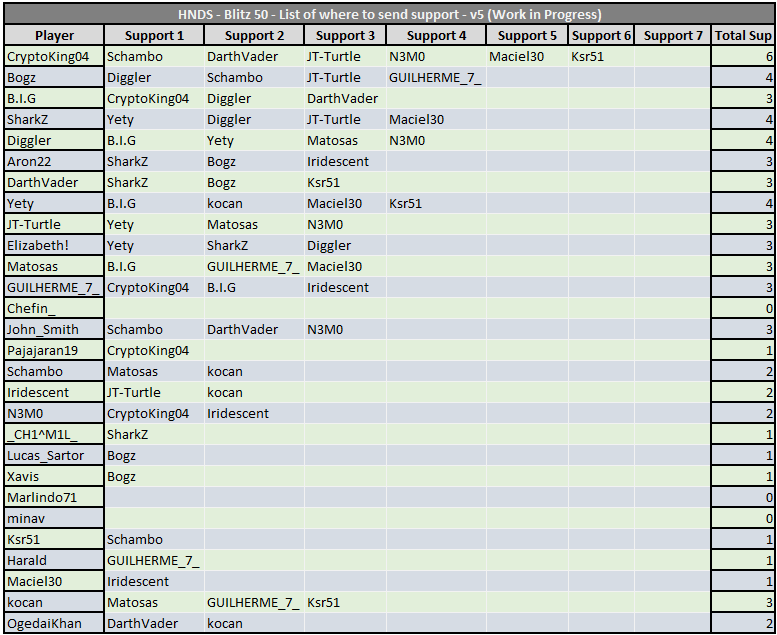 HNDS - Blitz 50 - List of where to send support - v5 (Work in Progress)
Player Support 1 Support 2 Support 3 Support 4 Support 5 Support 6 Support 7 Total Sup
CryptoKing04 Schambo DarthVader JT-Turtle N3M0 Maciel30 Ksr51 6
Bogz Diggler Schambo JT-Turtle GUILHERME_7_ 4
B.I.G CryptoKing04 Diggler DarthVader 3
SharkZ Yety Diggler JT-Turtle Maciel30 4
Diggler B.I.G Yety Matosas N3M0 4
Aron22 SharkZ Bogz Iridescent 3
DarthVader SharkZ Bogz Ksr51 3
Yety B.I.G kocan Maciel30 Ksr51 4
JT-Turtle Yety Matosas N3M0 3
Elizabeth! Yety SharkZ Diggler 3
Matosas B.I.G GUILHERME_7_ Maciel30 3
GUILHERME_7_ CryptoKing04 B.I.G Iridescent 3
Chefin_ 0
John_Smith Schambo DarthVader N3M0 3
Pajajaran19 CryptoKing04 1
Schambo Matosas kocan 2
Iridescent JT-Turtle kocan 2
N3M0 CryptoKing04 Iridescent 2
_CH1^M1L_ SharkZ 1
Lucas_Sartor Bogz 1
Xavis Bogz 1
Marlindo71 0
minav 0
Ksr51 Schambo 1
Harald GUILHERME_7_ 1
Maciel30 Iridescent 1
kocan Matosas GUILHERME_7_ Ksr51 3
OgedaiKhan DarthVader kocan 2